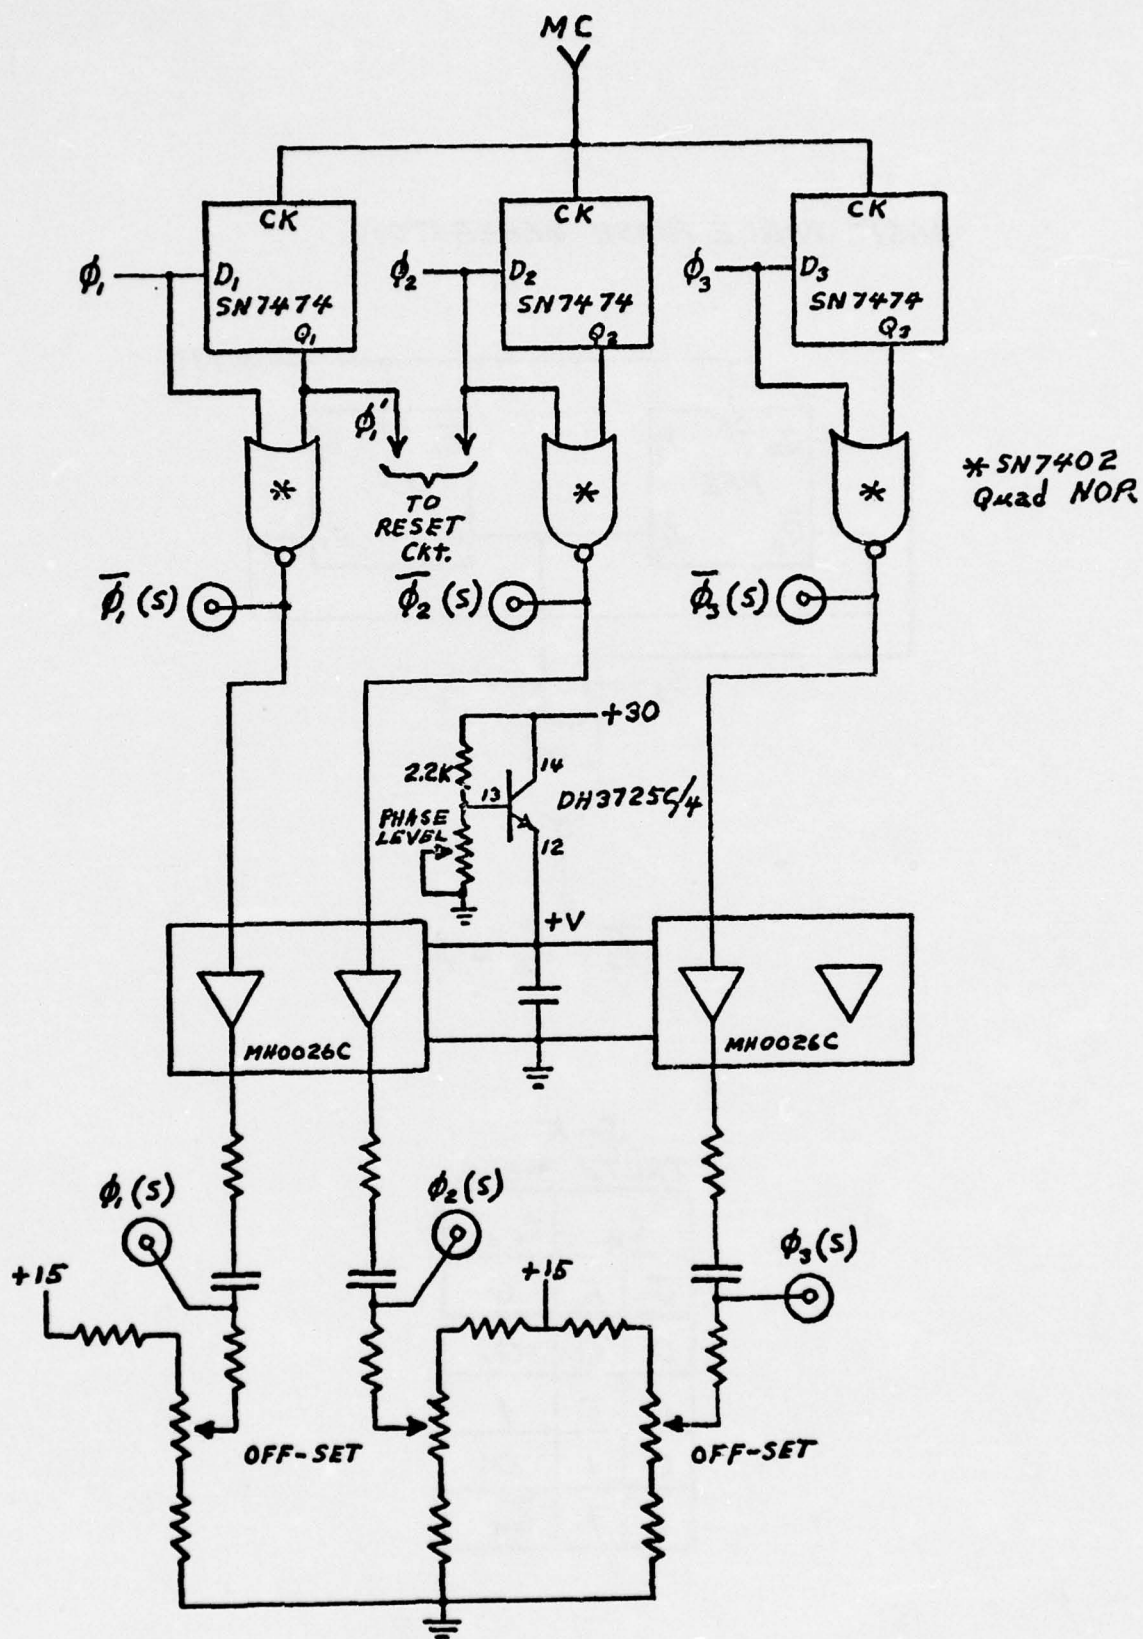 MC
CK
CK
CK
ϕ₁
D₁
SN7474
Q₁
ϕ₂
D₂
SN7474
Q₂
ϕ₃
D₃
SN7474
Q₃
ϕ₁'
*
*
*
* SN7402
Quad NOR
TO
RESET
CKt.
ϕ̅₁(S)
ϕ̅₂(S)
ϕ̅₃(S)
+30
2.2K
14
13
DH3725C/4
PHASE
LEVEL
12
+V
MH0026C
MH0026C
ϕ₁(S)
ϕ₂(S)
ϕ₃(S)
+15
+15
OFF-SET
OFF-SET